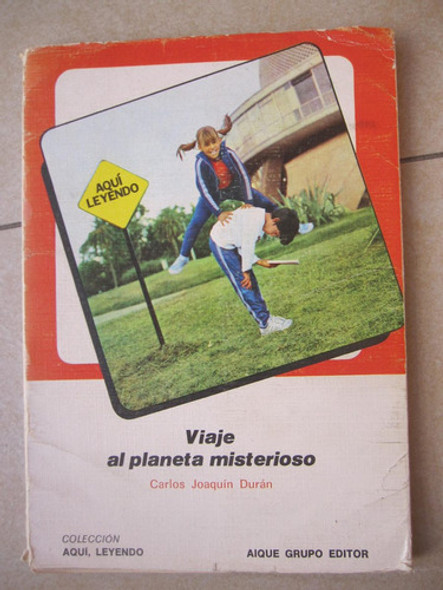 AQUÍ
LEYENDO
Viaje
al planeta misterioso
Carlos Joaquín Durán
COLECCIÓN
AQUÍ, LEYENDO
AIQUE GRUPO EDITOR